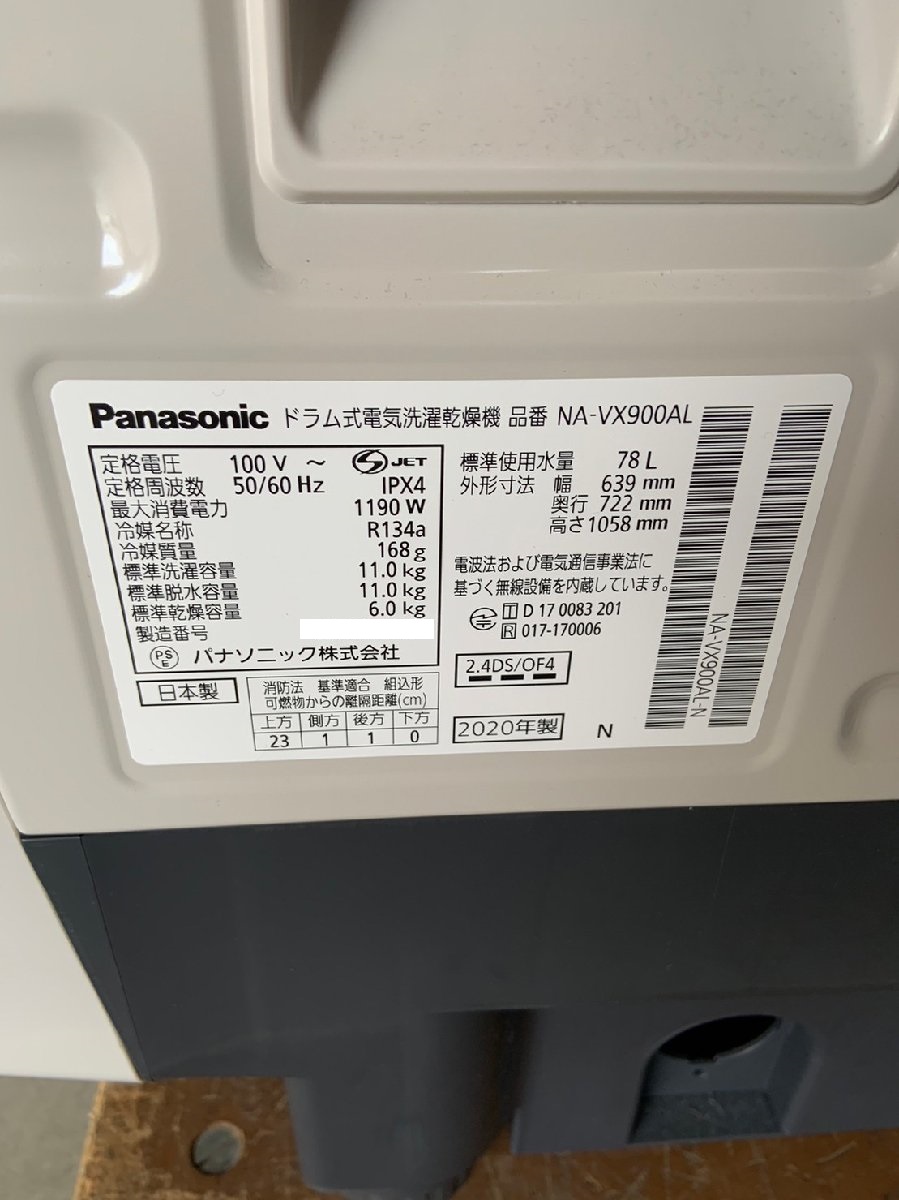 Panasonic ドラム式電気洗濯乾燥機 品番 NA-VX900AL
定格電圧 100 V ～ S JET
定格周波数 50/60 Hz IPX4
最大消費電力 1190 W
冷媒名称 R134a
冷媒質量 168 g
標準洗濯容量 11.0 kg
標準脱水容量 11.0 kg
標準乾燥容量 6.0 kg
製造番号
PS E パナソニック株式会社
標準使用水量 78 L
外形寸法 幅 639 mm
奥行 722 mm
高さ1058 mm
電波法および電気通信事業法に
基づく無線設備を内蔵しています。
T D 17 0083 201
R 017-170006
2.4DS/OF4
日本製
消防法 基準適合 組込形
可燃物からの離隔距離(cm)
上方 側方 後方 下方
23 1 1 0
2020年製 N
NA-VX900AL-N